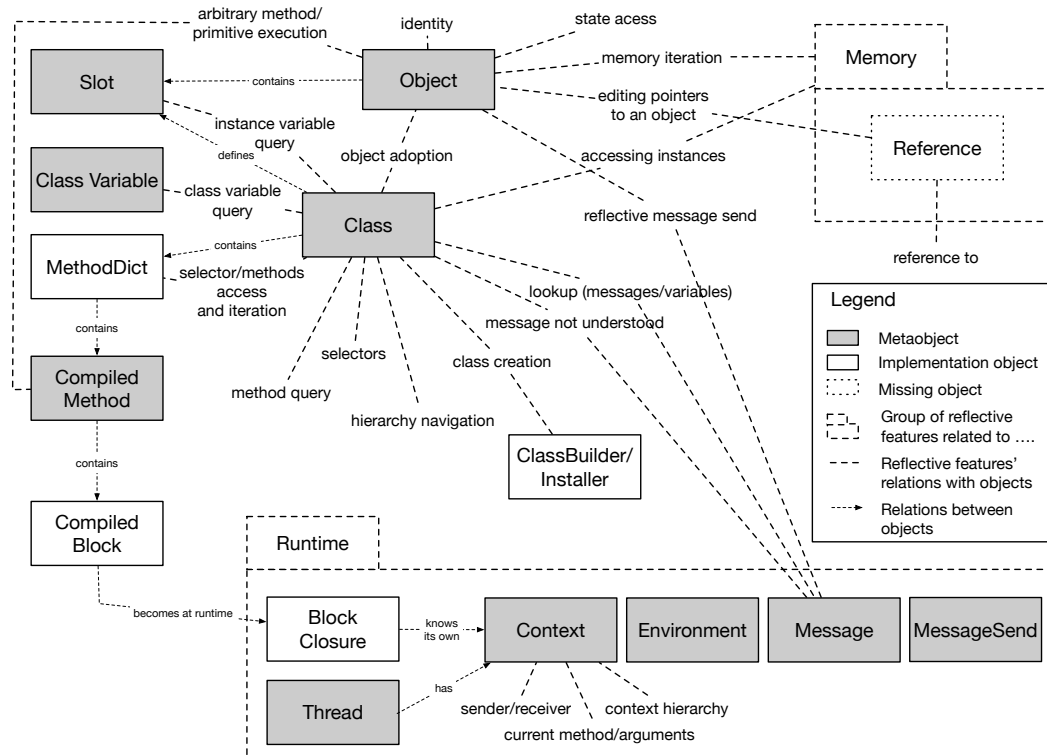 arbitrary method/
primitive execution
identity
state acess
memory iteration
Memory
Slot
contains
Object
editing pointers
to an object
Reference
instance variable
query
defines
object adoption
accessing instances
Class Variable
class variable
query
Class
reflective message send
contains
MethodDict
selector/methods
access
and iteration
reference to
lookup (messages/variables)
message not understood
contains
selectors
class creation
Compiled
Method
method query
hierarchy navigation
Legend
Metaobject
Implementation object
Missing object
Group of reflective
features related to ....
Reflective features'
relations with objects
Relations between
objects
contains
ClassBuilder/
Installer
Compiled
Block
Runtime
becomes at runtime
Block
Closure
knows
its own
Context
Environment
Message
MessageSend
Thread
has
sender/receiver
context hierarchy
current method/arguments